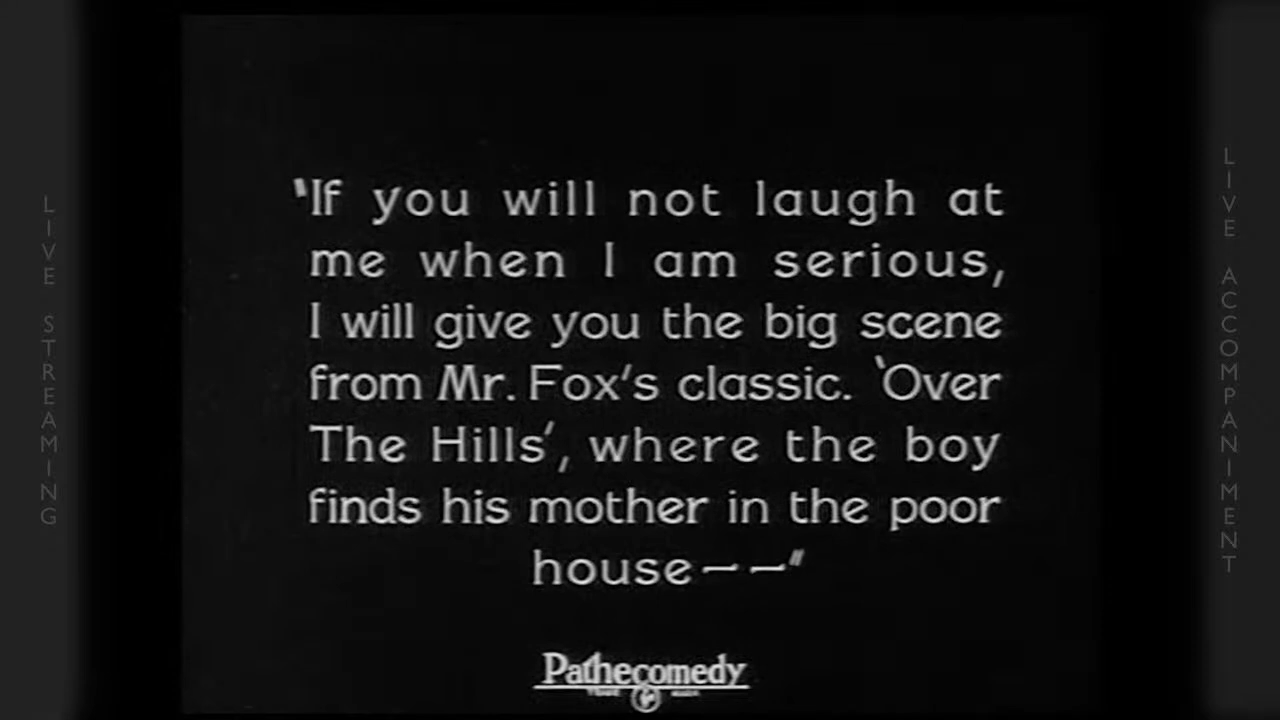 "If you will not laugh at
me when I am serious,
I will give you the big scene
from Mr. Fox's classic. 'Over
The Hills', where the boy
finds his mother in the poor
house——"
Pathecomedy
TRADE MARK
LIVE STREAMING
LIVE ACCOMPANIMENT